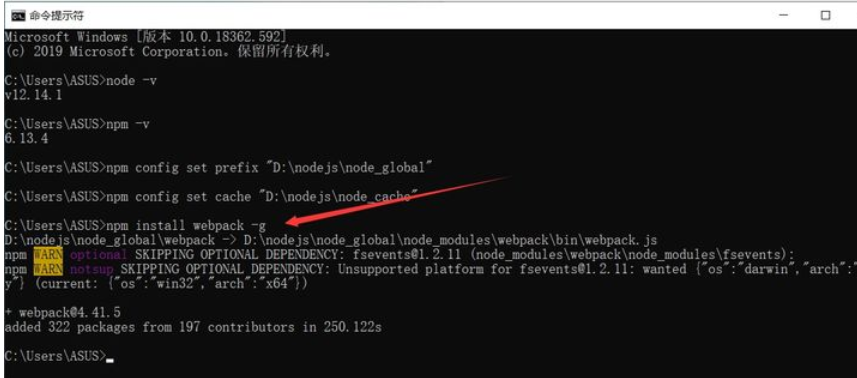 命令提示符
Microsoft Windows [版本 10.0.18362.592]
(c) 2019 Microsoft Corporation。保留所有权利。
C:\Users\ASUS>node -v
v12.14.1
C:\Users\ASUS>npm -v
6.13.4
C:\Users\ASUS>npm config set prefix "D:\nodejs\node_global"
C:\Users\ASUS>npm config set cache "D:\nodejs\node_cache"
C:\Users\ASUS>npm install webpack -g
D:\nodejs\node_global\webpack -> D:\nodejs\node_global\node_modules\webpack\bin\webpack.js
npm WARN optional SKIPPING OPTIONAL DEPENDENCY: fsevents@1.2.11 (node_modules\webpack\node_modules\fsevents):
npm WARN notsup SKIPPING OPTIONAL DEPENDENCY: Unsupported platform for fsevents@1.2.11: wanted {"os":"darwin","arch":"
y"} (current: {"os":"win32","arch":"x64"})
+ webpack@4.41.5
added 322 packages from 197 contributors in 250.122s
C:\Users\ASUS>